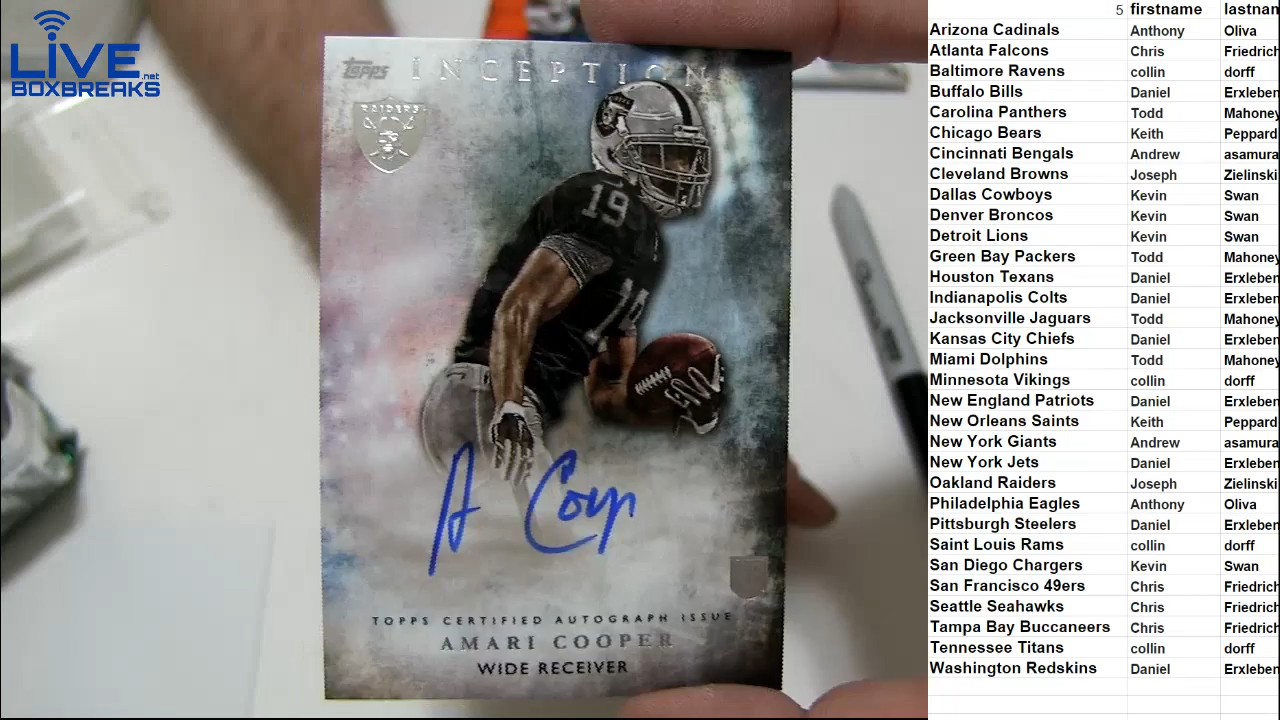 LIVE
BOXBREAKS.net
Topps INCEPTION
RAIDERS
19
19
A Coop
TOPPS CERTIFIED AUTOGRAPH ISSUE
AMARI COOPER
WIDE RECEIVER
5 firstname lastnam
Arizona Cadinals Anthony Oliva
Atlanta Falcons Chris Friedrich
Baltimore Ravens collin dorff
Buffalo Bills Daniel Erxleben
Carolina Panthers Todd Mahoney
Chicago Bears Keith Peppard
Cincinnati Bengals Andrew asamura
Cleveland Browns Joseph Zielinski
Dallas Cowboys Kevin Swan
Denver Broncos Kevin Swan
Detroit Lions Kevin Swan
Green Bay Packers Todd Mahoney
Houston Texans Daniel Erxleben
Indianapolis Colts Daniel Erxleben
Jacksonville Jaguars Todd Mahoney
Kansas City Chiefs Daniel Erxleben
Miami Dolphins Todd Mahoney
Minnesota Vikings collin dorff
New England Patriots Daniel Erxleben
New Orleans Saints Keith Peppard
New York Giants Andrew asamura
New York Jets Daniel Erxleben
Oakland Raiders Joseph Zielinski
Philadelphia Eagles Anthony Oliva
Pittsburgh Steelers Daniel Erxleben
Saint Louis Rams collin dorff
San Diego Chargers Kevin Swan
San Francisco 49ers Chris Friedrich
Seattle Seahawks Chris Friedrich
Tampa Bay Buccaneers Chris Friedrich
Tennessee Titans collin dorff
Washington Redskins Daniel Erxleben